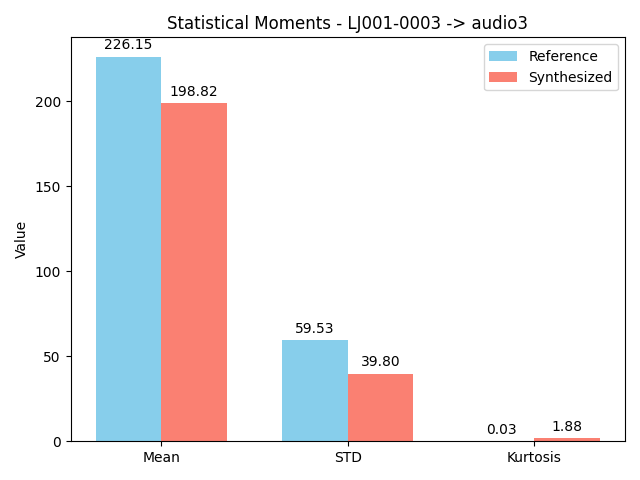 Statistical Moments - LJ001-0003 -> audio3
226.15
198.82
59.53
39.80
0.03
1.88
Reference
Synthesized
Value
200
150
100
50
0
Mean
STD
Kurtosis